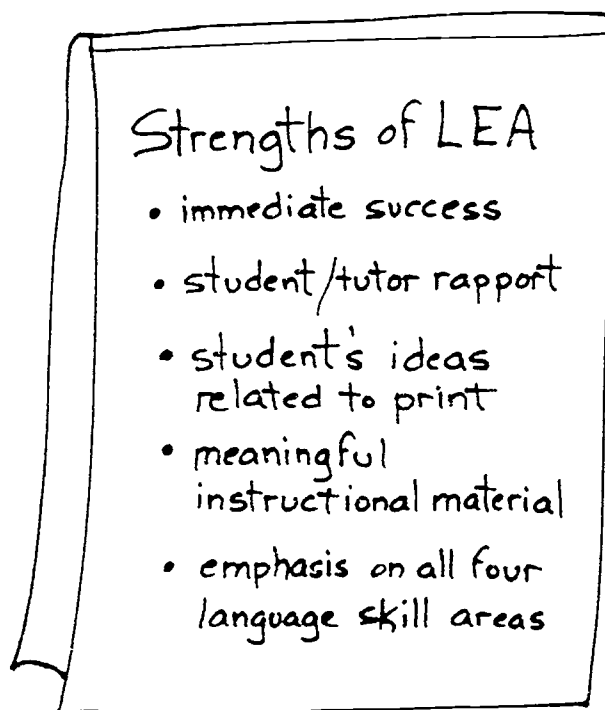 Strengths of LEA
• immediate success
• student/tutor rapport
• student's ideas
related to print
• meaningful
instructional material
• emphasis on all four
language skill areas